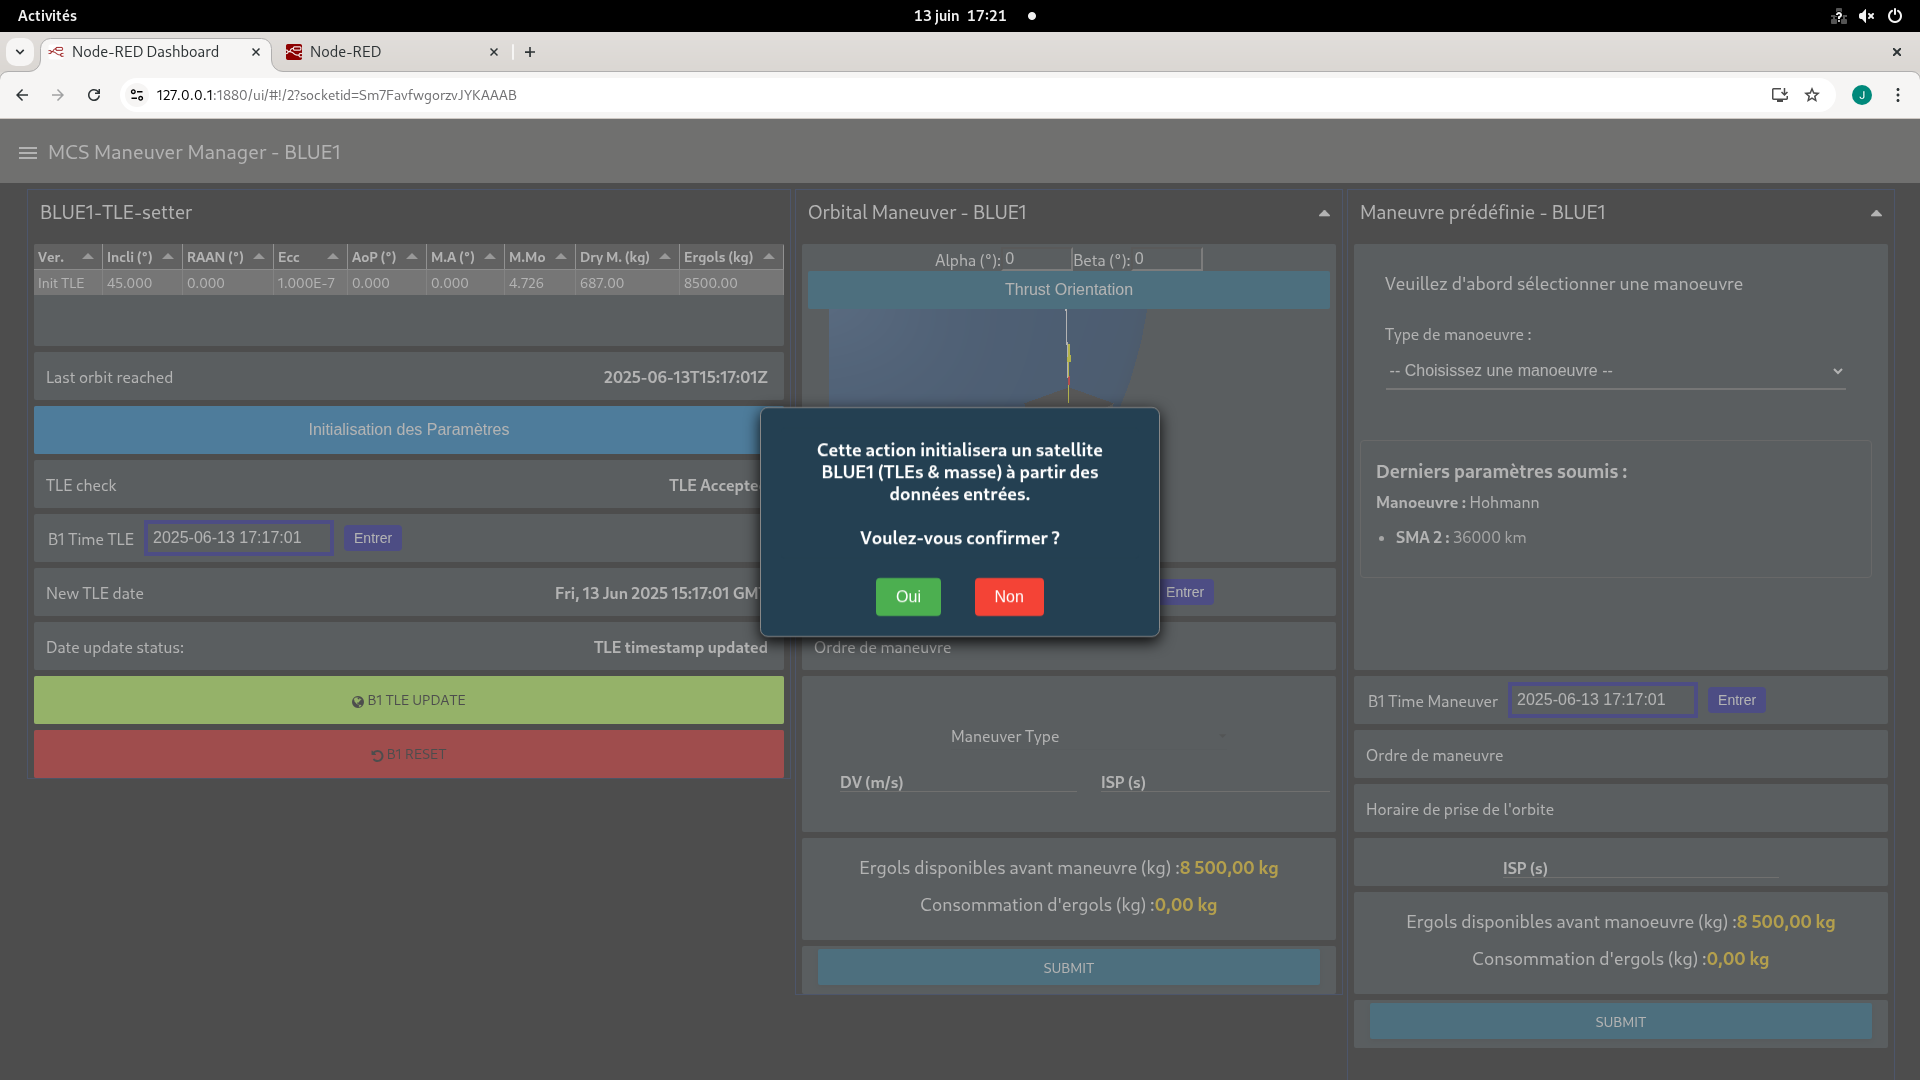 Activités
13 juin 17:21
Node-RED Dashboard
Node-RED
127.0.0.1:1880/ui/#!/2?socketid=Sm7FavfwgorzvJYKAAAB
J
MCS Maneuver Manager - BLUE1
BLUE1-TLE-setter
Ver. Incli (°) RAAN (°) Ecc AoP (°) M.A (°) M.Mo Dry M. (kg) Ergols (kg)
Init TLE 45.000 0.000 1.000E-7 0.000 0.000 4.726 687.00 8500.00
Last orbit reached 2025-06-13T15:17:01Z
Initialisation des Paramètres
TLE check TLE Accepte
B1 Time TLE 2025-06-13 17:17:01 Entrer
New TLE date Fri, 13 Jun 2025 15:17:01 GM
Date update status: TLE timestamp updated
B1 TLE UPDATE
B1 RESET
Orbital Maneuver - BLUE1
Alpha (°): 0 Beta (°): 0
Thrust Orientation
Cette action initialisera un satellite
BLUE1 (TLEs & masse) à partir des
données entrées.
Voulez-vous confirmer ?
Oui Non
Entrer
Ordre de maneuvre
Maneuver Type
DV (m/s) ISP (s)
Ergols disponibles avant maneuvre (kg) :8 500,00 kg
Consommation d'ergols (kg) :0,00 kg
SUBMIT
Maneuvre prédéfinie - BLUE1
Veuillez d'abord sélectionner une manoeuvre
Type de manoeuvre :
-- Choisissez une manoeuvre --
Derniers paramètres soumis :
Manoeuvre : Hohmann
• SMA 2 : 36000 km
B1 Time Maneuver 2025-06-13 17:17:01 Entrer
Ordre de maneuvre
Horaire de prise de l'orbite
ISP (s)
Ergols disponibles avant manoeuvre (kg) :8 500,00 kg
Consommation d'ergols (kg) :0,00 kg
SUBMIT